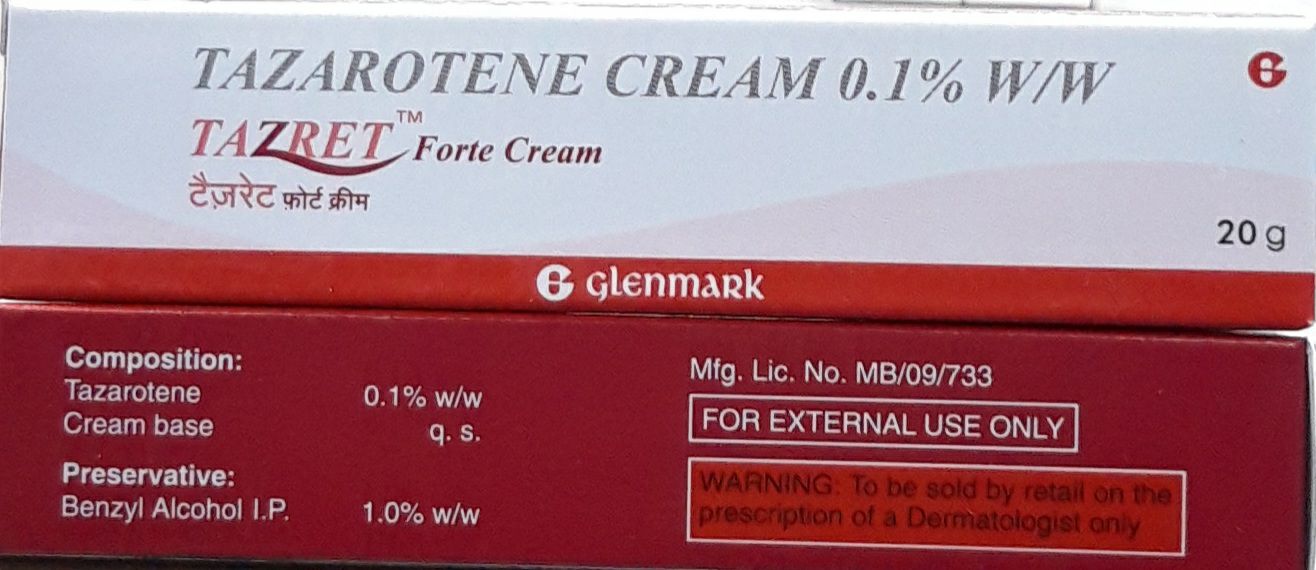 TAZAROTENE CREAM 0.1% W/W
TAZRET™ Forte Cream
टैज़रेट फ़ोर्ट क्रीम
20 g
GLENMARK
Composition:
Tazarotene 0.1% w/w
Cream base q. s.
Preservative:
Benzyl Alcohol I.P. 1.0% w/w
Mfg. Lic. No. MB/09/733
FOR EXTERNAL USE ONLY
WARNING: To be sold by retail on the
prescription of a Dermatologist only